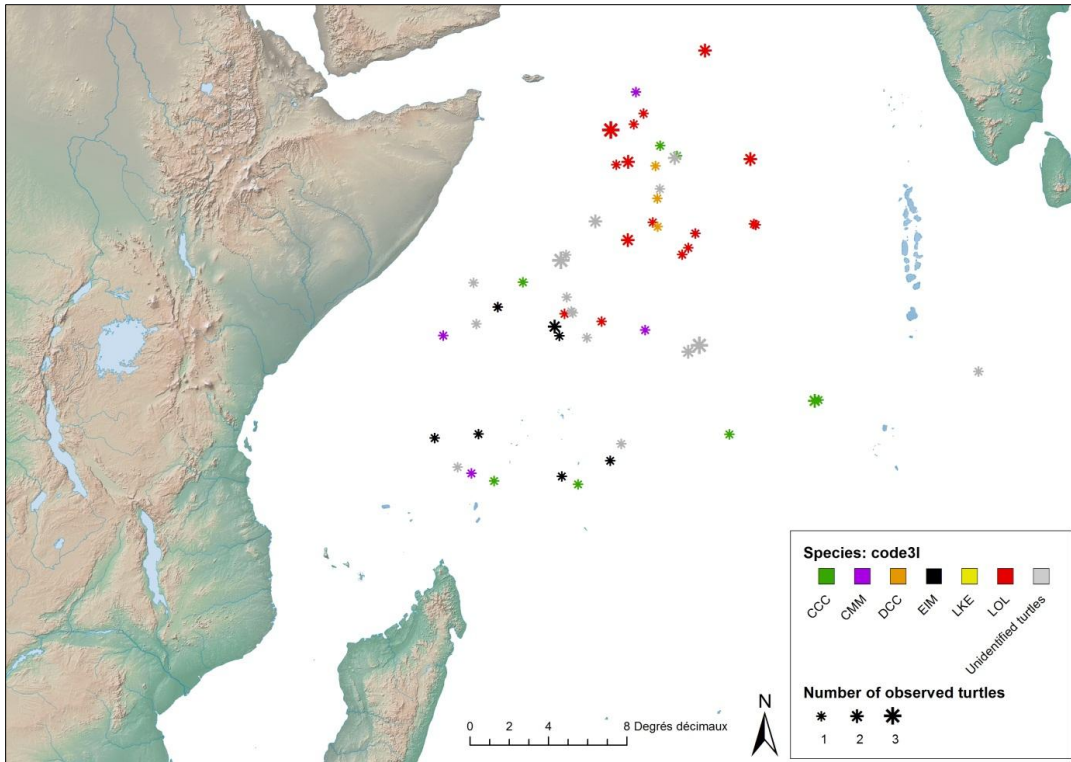 N
0 2 4 8 Degrés décimaux
Species: code3l
CCC CMM DCC EIM LKE LOL Unidentified turtles
Number of observed turtles
1 2 3